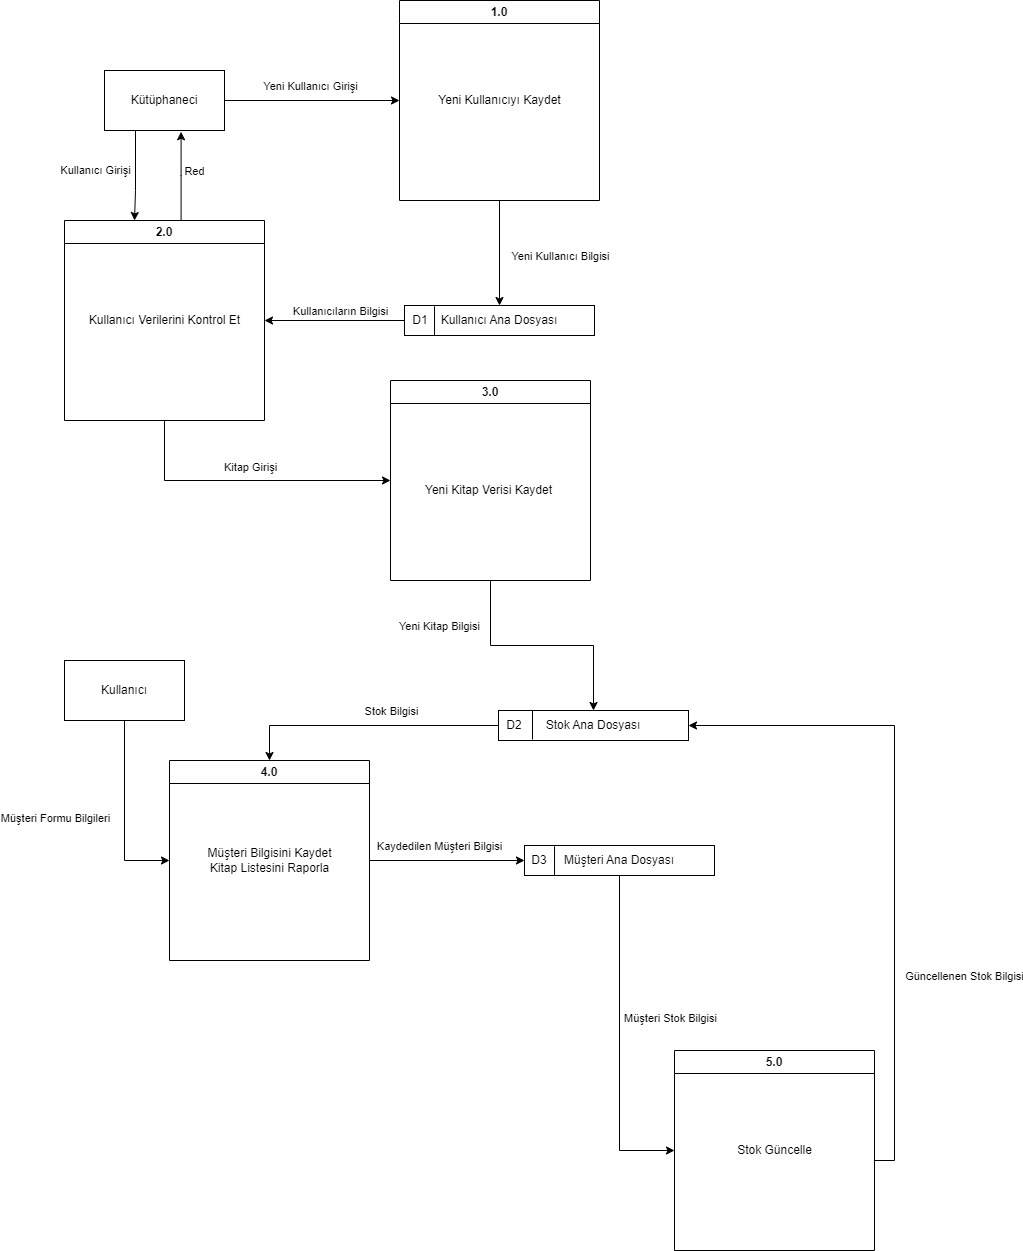 1.0
Yeni Kullanıcı Girişi
Kütüphaneci
Yeni Kullanıcıyı Kaydet
Kullanıcı Girişi
Red
2.0
Yeni Kullanıcı Bilgisi
Kullanıcıların Bilgisi
Kullanıcı Verilerini Kontrol Et
D1
Kullanıcı Ana Dosyası
3.0
Kitap Girişi
Yeni Kitap Verisi Kaydet
Yeni Kitap Bilgisi
Kullanıcı
Stok Bilgisi
D2
Stok Ana Dosyası
4.0
Müşteri Formu Bilgileri
Müşteri Bilgisini Kaydet
Kitap Listesini Raporla
Kaydedilen Müşteri Bilgisi
D3
Müşteri Ana Dosyası
Güncellenen Stok Bilgisi
Müşteri Stok Bilgisi
5.0
Stok Güncelle